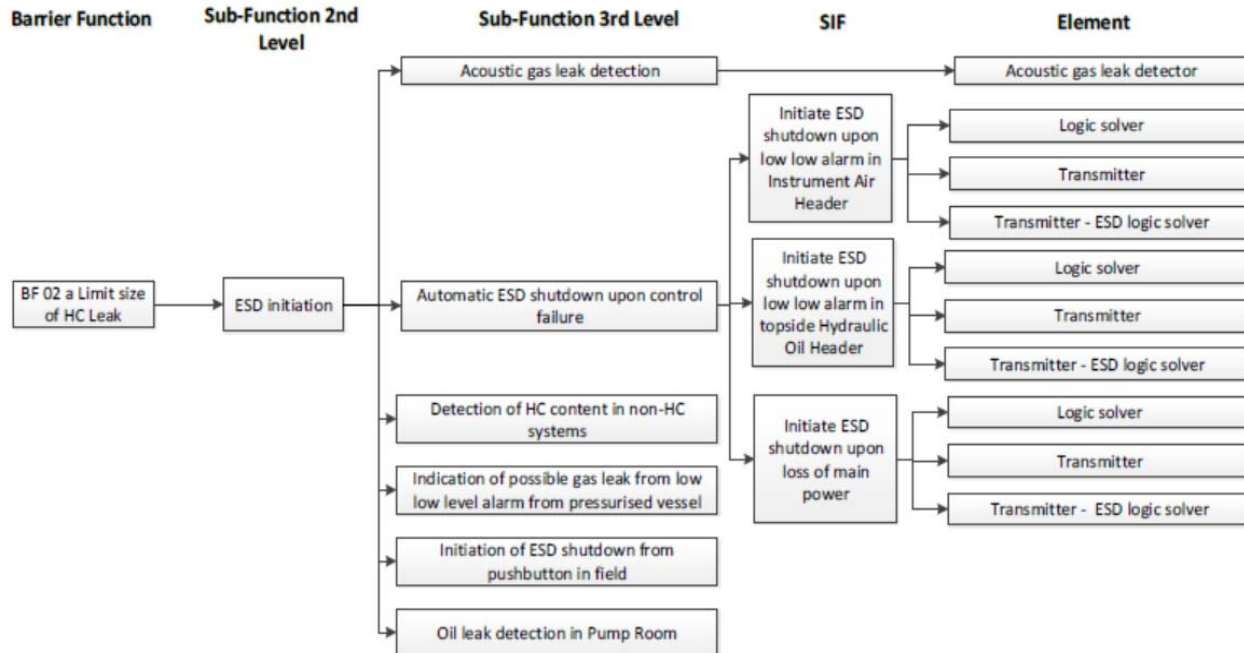 Barrier Function
Sub-Function 2nd
Level
Sub-Function 3rd Level
SIF
Element
Acoustic gas leak detection
Acoustic gas leak detector
Initiate ESD
shutdown upon
low low alarm in
Instrument Air
Header
Logic solver
Transmitter
Transmitter - ESD logic solver
BF 02 a Limit size
of HC Leak
ESD initiation
Automatic ESD shutdown upon control
failure
Initiate ESD
shutdown upon
low low alarm in
topside Hydraulic
Oil Header
Logic solver
Transmitter
Transmitter - ESD logic solver
Detection of HC content in non-HC
systems
Initiate ESD
shutdown upon
loss of main
power
Logic solver
Transmitter
Transmitter - ESD logic solver
Indication of possible gas leak from low
low level alarm from pressurised vessel
Initiation of ESD shutdown from
pushbutton in field
Oil leak detection in Pump Room